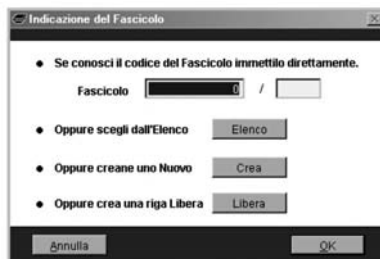 Indicazione del Fascicolo
Se conosci il codice del Fascicolo immettilo direttamente.
Fascicolo 0 /
Oppure scegli dall'Elenco Elenco
Oppure creane uno Nuovo Crea
Oppure crea una riga Libera Libera
Annulla OK